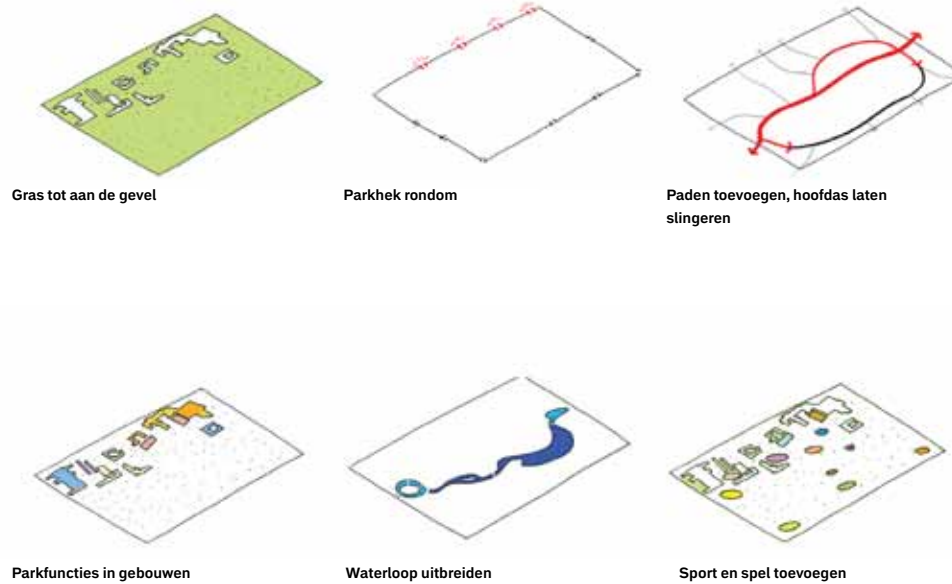 Gras tot aan de gevel
Parkhek rondom
Paden toevoegen, hoofdas laten
slingeren
Parkfuncties in gebouwen
Waterloop uitbreiden
Sport en spel toevoegen